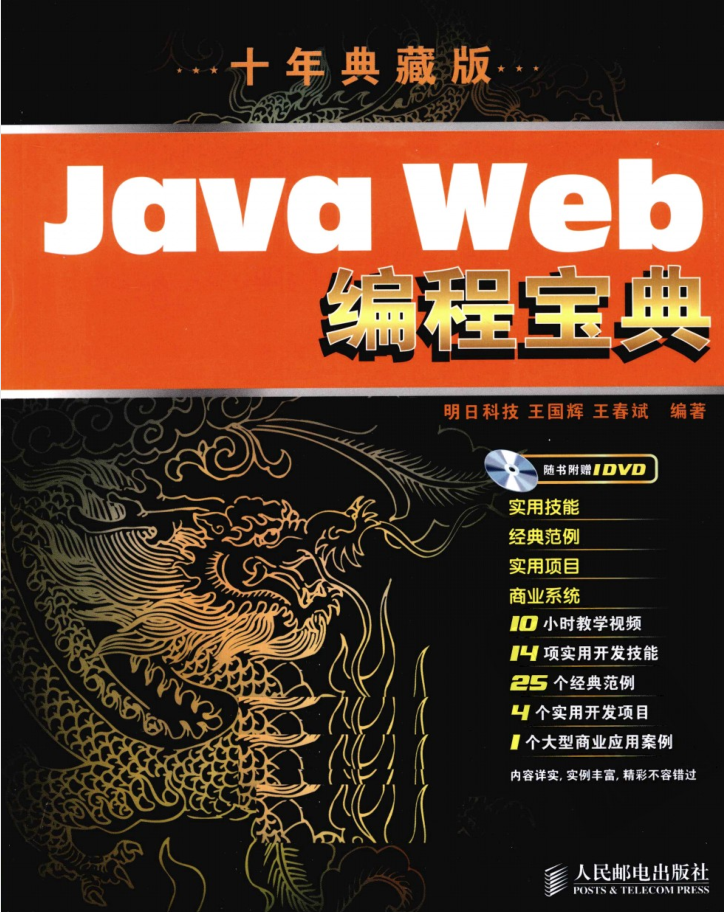 十年典藏版
Java Web
编程宝典
明日科技 王国辉 王春斌 编著
随书附赠1DVD
实用技能
经典范例
实用项目
商业系统
10 小时教学视频
14 项实用开发技能
25 个经典范例
4 个实用开发项目
1 个大型商业应用案例
内容详实, 实例丰富, 精彩不容错过
人民邮电出版社
POSTS & TELECOM PRESS